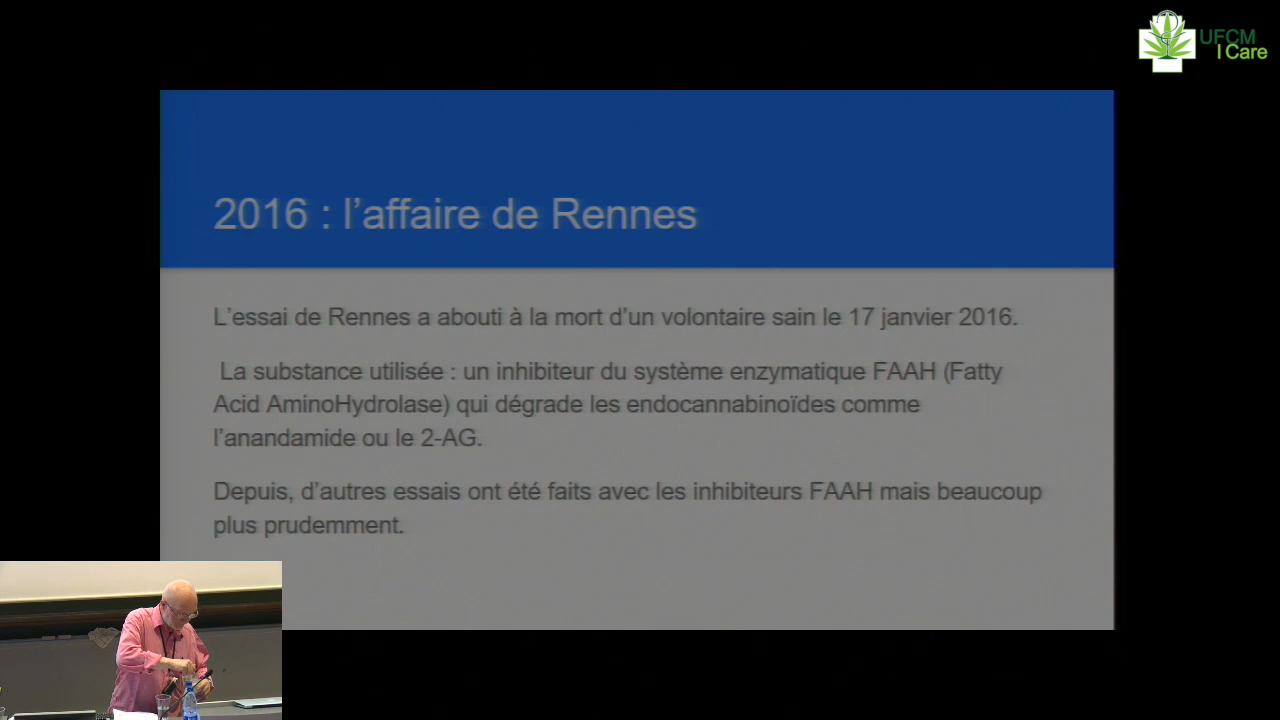 UFCM
I Care
2016 : l’affaire de Rennes
L’essai de Rennes a abouti à la mort d’un volontaire sain le 17 janvier 2016.
La substance utilisée : un inhibiteur du système enzymatique FAAH (Fatty
Acid AminoHydrolase) qui dégrade les endocannabinoïdes comme
l’anandamide ou le 2-AG.
Depuis, d’autres essais ont été faits avec les inhibiteurs FAAH mais beaucoup
plus prudemment.